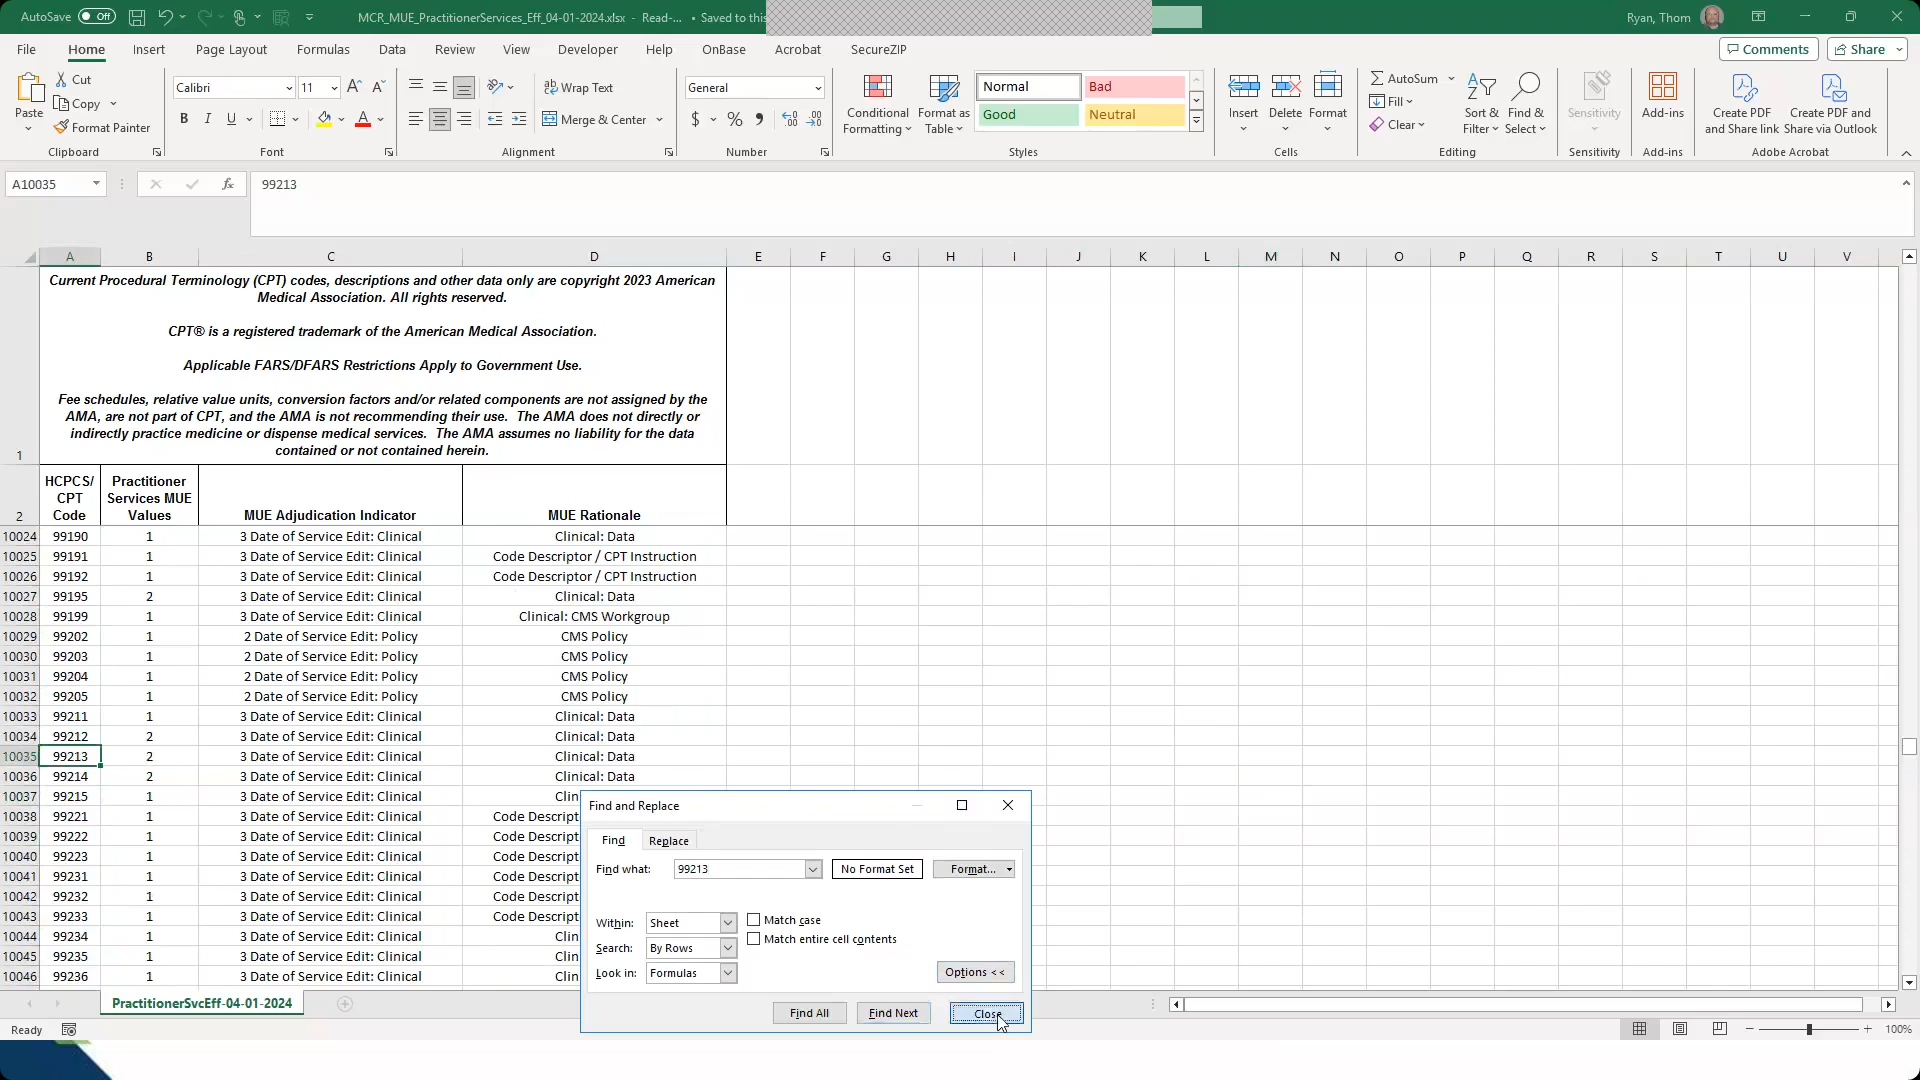 AutoSave Off MCR_MUE_PractitionerServices_Eff_04-01-2024.xlsx - Read-... • Saved to this Ryan, Thom
File Home Insert Page Layout Formulas Data Review View Developer Help OnBase Acrobat SecureZIP Comments Share
Paste Cut Copy Format Painter Calibri 11 Wrap Text Merge & Center General Conditional Formatting Format as Table Normal Bad Good Neutral Insert Delete Format AutoSum Fill Clear Sort & Filter Find & Select Sensitivity Add-ins Create PDF and Share link Create PDF and Share via Outlook
Clipboard Font Alignment Number Styles Cells Editing Sensitivity Add-ins Adobe Acrobat
A10035 fx 99213
A B C D E F G H I J K L M N O P Q R S T U V
Current Procedural Terminology (CPT) codes, descriptions and other data only are copyright 2023 American
Medical Association. All rights reserved.
CPT® is a registered trademark of the American Medical Association.
Applicable FARS/DFARS Restrictions Apply to Government Use.
Fee schedules, relative value units, conversion factors and/or related components are not assigned by the
AMA, are not part of CPT, and the AMA is not recommending their use. The AMA does not directly or
indirectly practice medicine or dispense medical services. The AMA assumes no liability for the data
1 contained or not contained herein.
HCPCS/ Practitioner
CPT Services MUE
2 Code Values MUE Adjudication Indicator MUE Rationale
10024 99190 1 3 Date of Service Edit: Clinical Clinical: Data
10025 99191 1 3 Date of Service Edit: Clinical Code Descriptor / CPT Instruction
10026 99192 1 3 Date of Service Edit: Clinical Code Descriptor / CPT Instruction
10027 99195 2 3 Date of Service Edit: Clinical Clinical: Data
10028 99199 1 3 Date of Service Edit: Clinical Clinical: CMS Workgroup
10029 99202 1 2 Date of Service Edit: Policy CMS Policy
10030 99203 1 2 Date of Service Edit: Policy CMS Policy
10031 99204 1 2 Date of Service Edit: Policy CMS Policy
10032 99205 1 2 Date of Service Edit: Policy CMS Policy
10033 99211 1 3 Date of Service Edit: Clinical Clinical: Data
10034 99212 2 3 Date of Service Edit: Clinical Clinical: Data
10035 99213 2 3 Date of Service Edit: Clinical Clinical: Data
10036 99214 2 3 Date of Service Edit: Clinical Clinical: Data
10037 99215 1 3 Date of Service Edit: Clinical Clin
10038 99221 1 3 Date of Service Edit: Clinical Code Descript
10039 99222 1 3 Date of Service Edit: Clinical Code Descript
10040 99223 1 3 Date of Service Edit: Clinical Code Descript
10041 99231 1 3 Date of Service Edit: Clinical Code Descript
10042 99232 1 3 Date of Service Edit: Clinical Code Descript
10043 99233 1 3 Date of Service Edit: Clinical Code Descript
10044 99234 1 3 Date of Service Edit: Clinical Clin
10045 99235 1 3 Date of Service Edit: Clinical Clin
10046 99236 1 3 Date of Service Edit: Clinical Clin
Find and Replace
Find Replace
Find what: 99213 No Format Set Format...
Within: Sheet Match case
Match entire cell contents
Search: By Rows
Look in: Formulas Options <<
Find All Find Next Close
PractitionerSvcEff-04-01-2024
Ready 100%